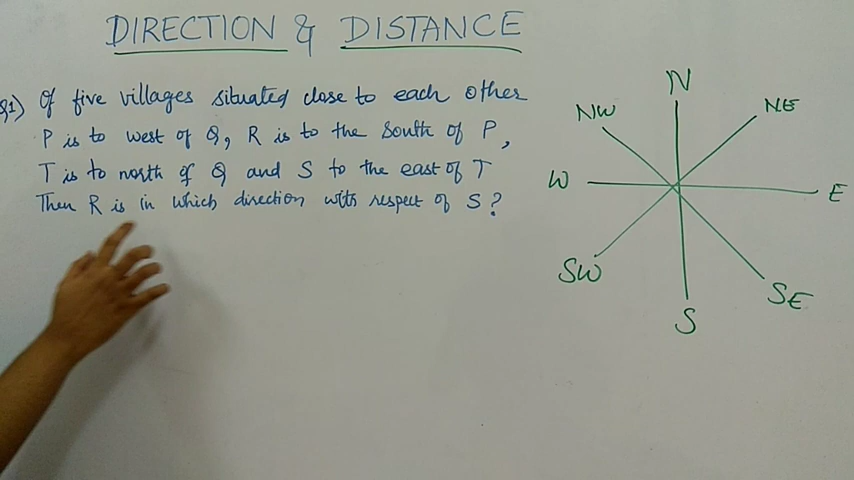 DIRECTION & DISTANCE
Q1) Of five villages situated close to each other
P is to west of Q, R is to the South of P,
T is to north of Q and S to the east of T
Then R is in which direction with respect of S?
N
NW
NE
W
E
SW
SE
S